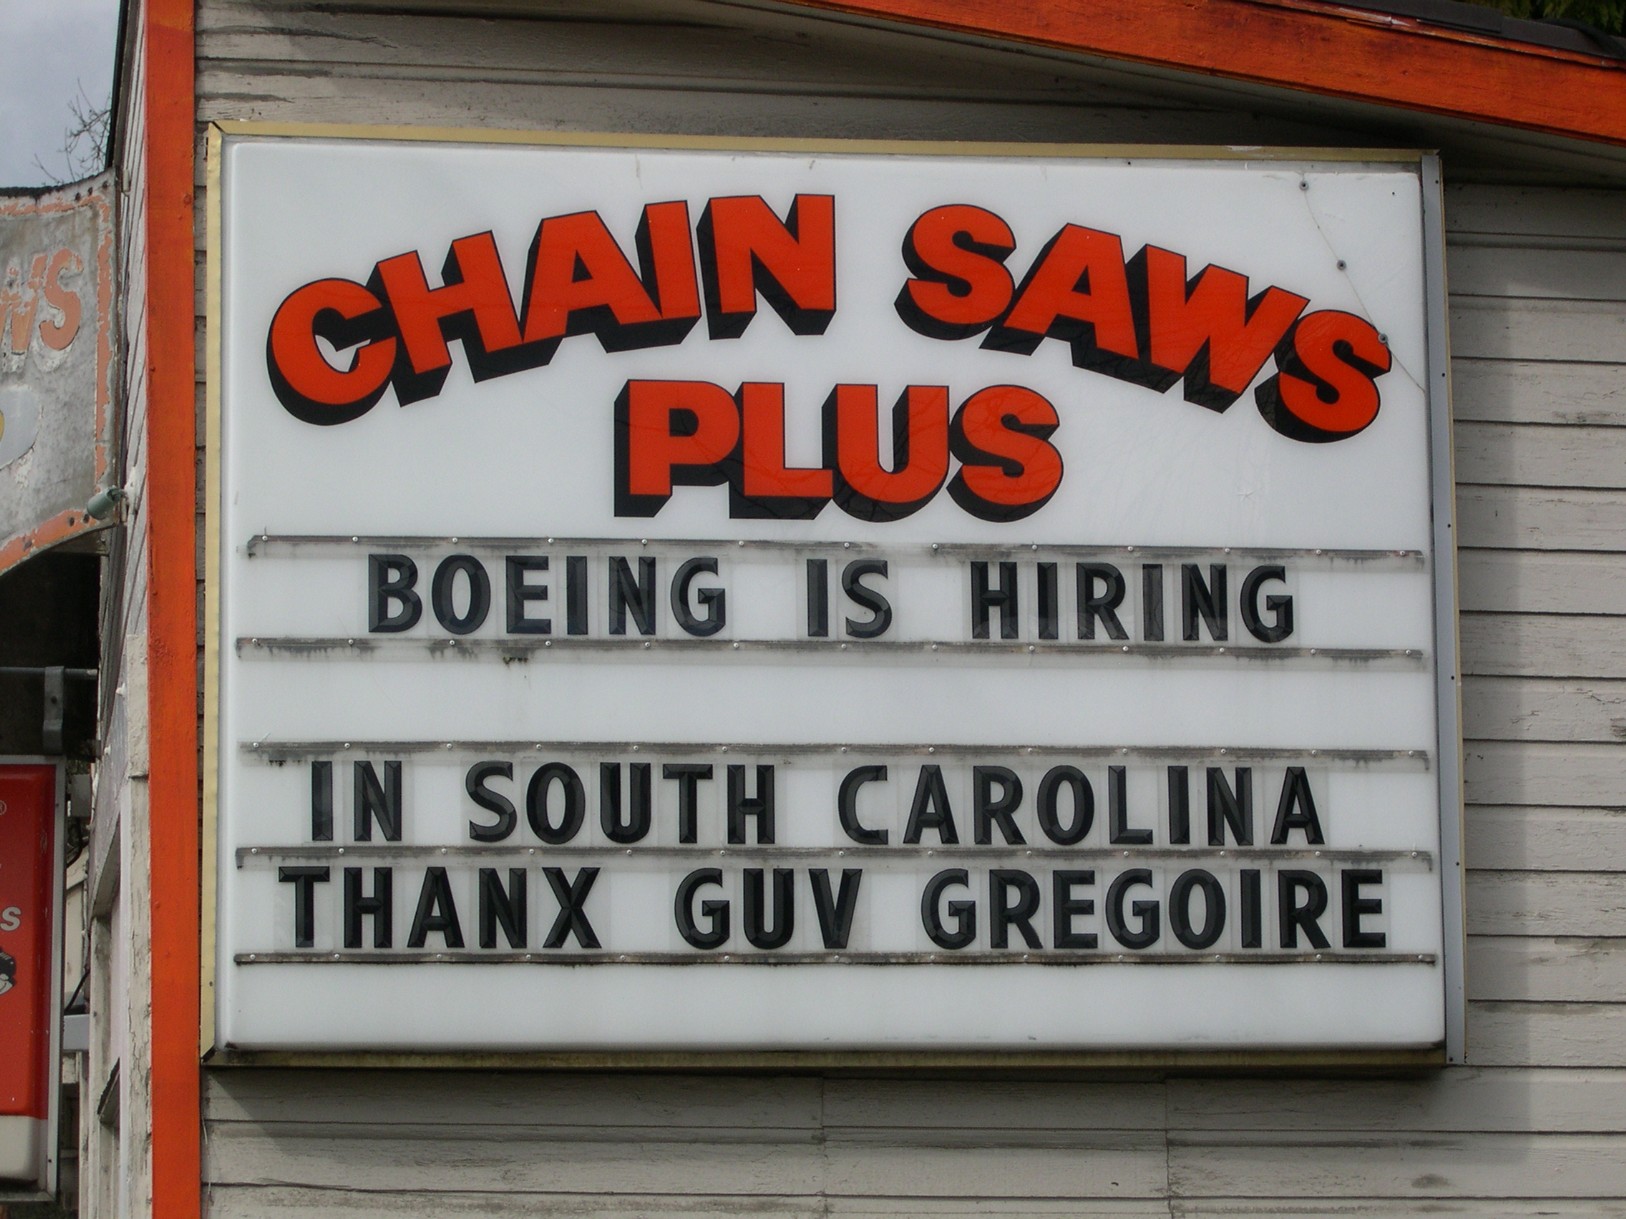 CHAIN SAWS
PLUS
BOEING IS HIRING
IN SOUTH CAROLINA
THANX GUV GREGOIRE